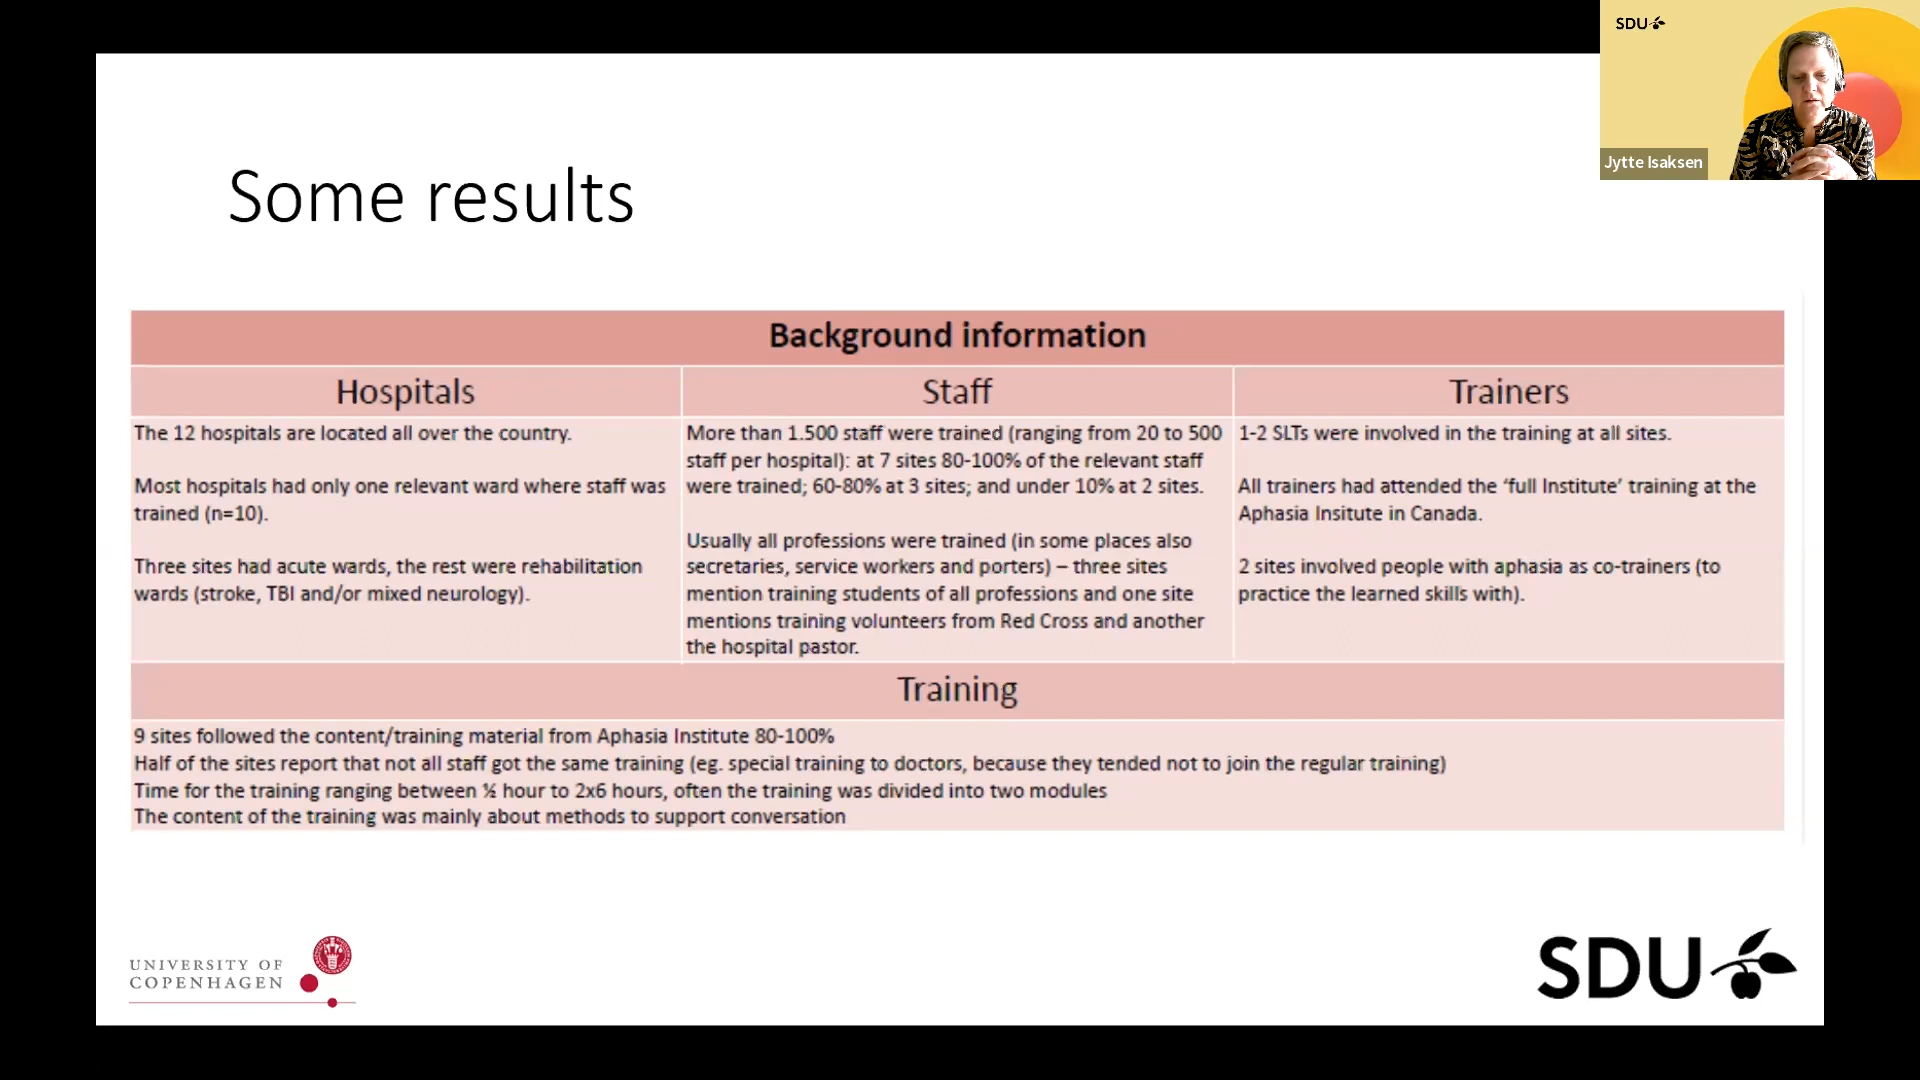 SDU
Jytte Isaksen
Some results
Background information
Hospitals
Staff
Trainers
The 12 hospitals are located all over the country.
Most hospitals had only one relevant ward where staff was
trained (n=10).
Three sites had acute wards, the rest were rehabilitation
wards (stroke, TBI and/or mixed neurology).
More than 1.500 staff were trained (ranging from 20 to 500
staff per hospital): at 7 sites 80-100% of the relevant staff
were trained; 60-80% at 3 sites; and under 10% at 2 sites.
Usually all professions were trained (in some places also
secretaries, service workers and porters) – three sites
mention training students of all professions and one site
mentions training volunteers from Red Cross and another
the hospital pastor.
1-2 SLTs were involved in the training at all sites.
All trainers had attended the ‘full Institute’ training at the
Aphasia Insitute in Canada.
2 sites involved people with aphasia as co-trainers (to
practice the learned skills with).
Training
9 sites followed the content/training material from Aphasia Institute 80-100%
Half of the sites report that not all staff got the same training (eg. special training to doctors, because they tended not to join the regular training)
Time for the training ranging between ½ hour to 2x6 hours, often the training was divided into two modules
The content of the training was mainly about methods to support conversation
UNIVERSITY OF
COPENHAGEN
SDU